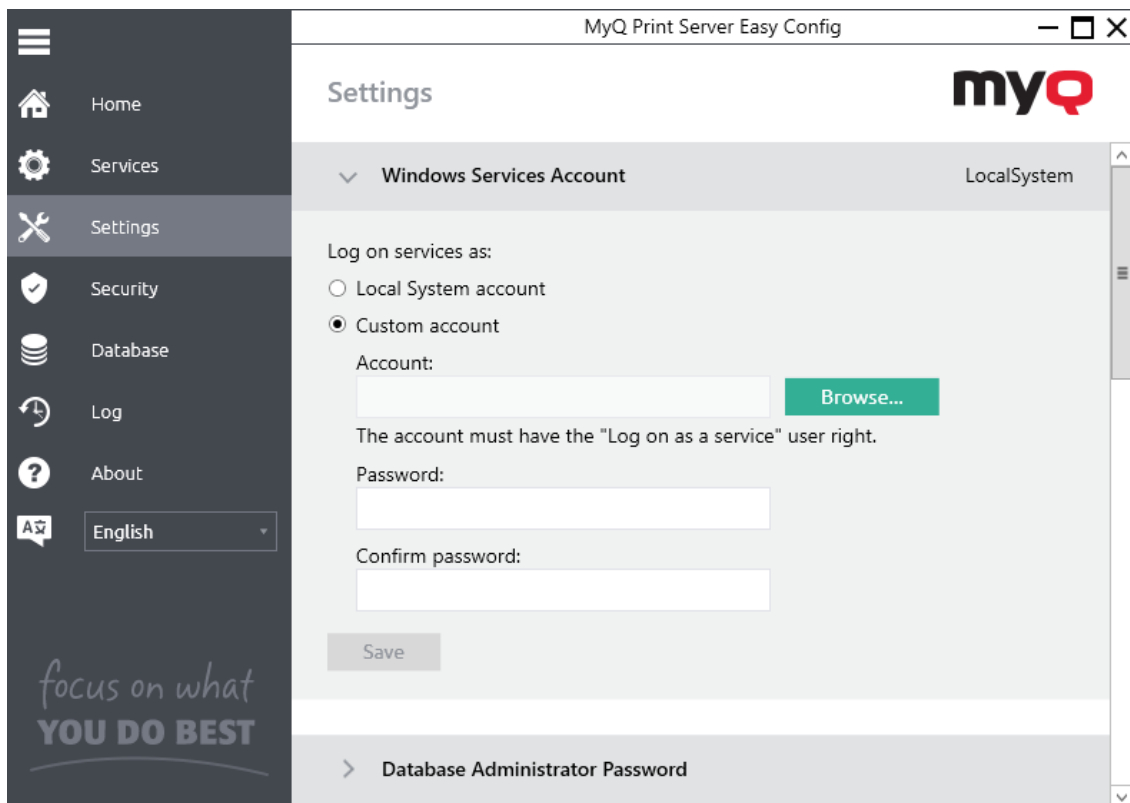 MyQ Print Server Easy Config
Home
Services
Settings
Security
Database
Log
About
English
focus on what
YOU DO BEST
Settings
myQ
Windows Services Account LocalSystem
Log on services as:
Local System account
Custom account
Account:
Browse...
The account must have the "Log on as a service" user right.
Password:
Confirm password:
Save
Database Administrator Password